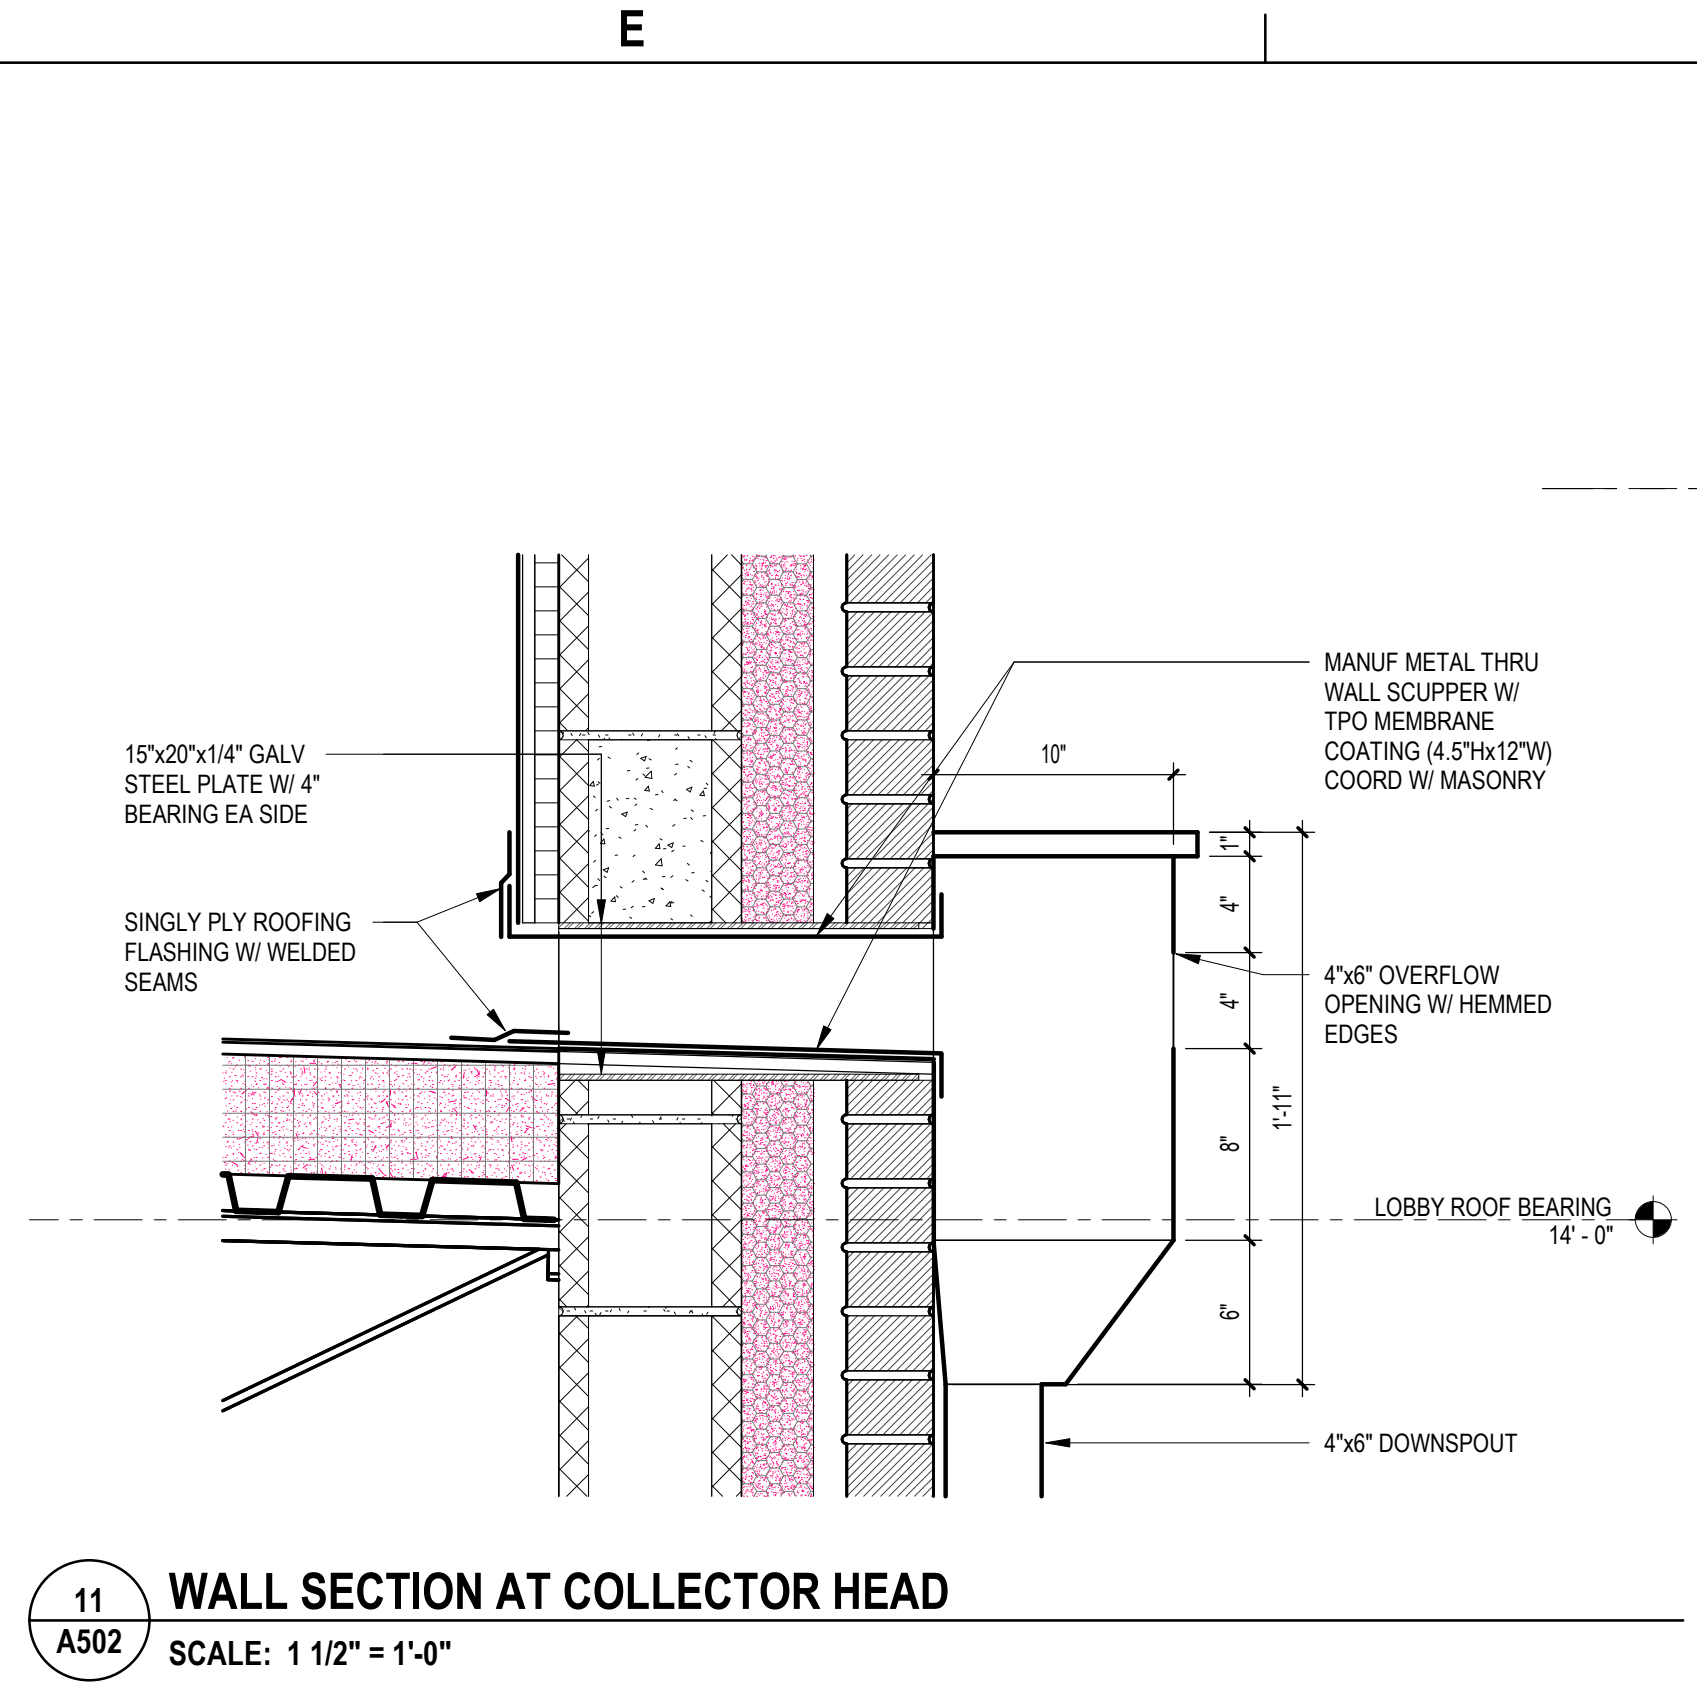 E
15"x20"x1/4" GALV
STEEL PLATE W/ 4"
BEARING EA SIDE
SINGLY PLY ROOFING
FLASHING W/ WELDED
SEAMS
MANUF METAL THRU
WALL SCUPPER W/
TPO MEMBRANE
COATING (4.5"Hx12"W)
COORD W/ MASONRY
10"
1"
4"
4"
8"
6"
1'-11"
4"x6" OVERFLOW
OPENING W/ HEMMED
EDGES
LOBBY ROOF BEARING
14' - 0"
4"x6" DOWNSPOUT
11
A502
WALL SECTION AT COLLECTOR HEAD
SCALE: 1 1/2" = 1'-0"